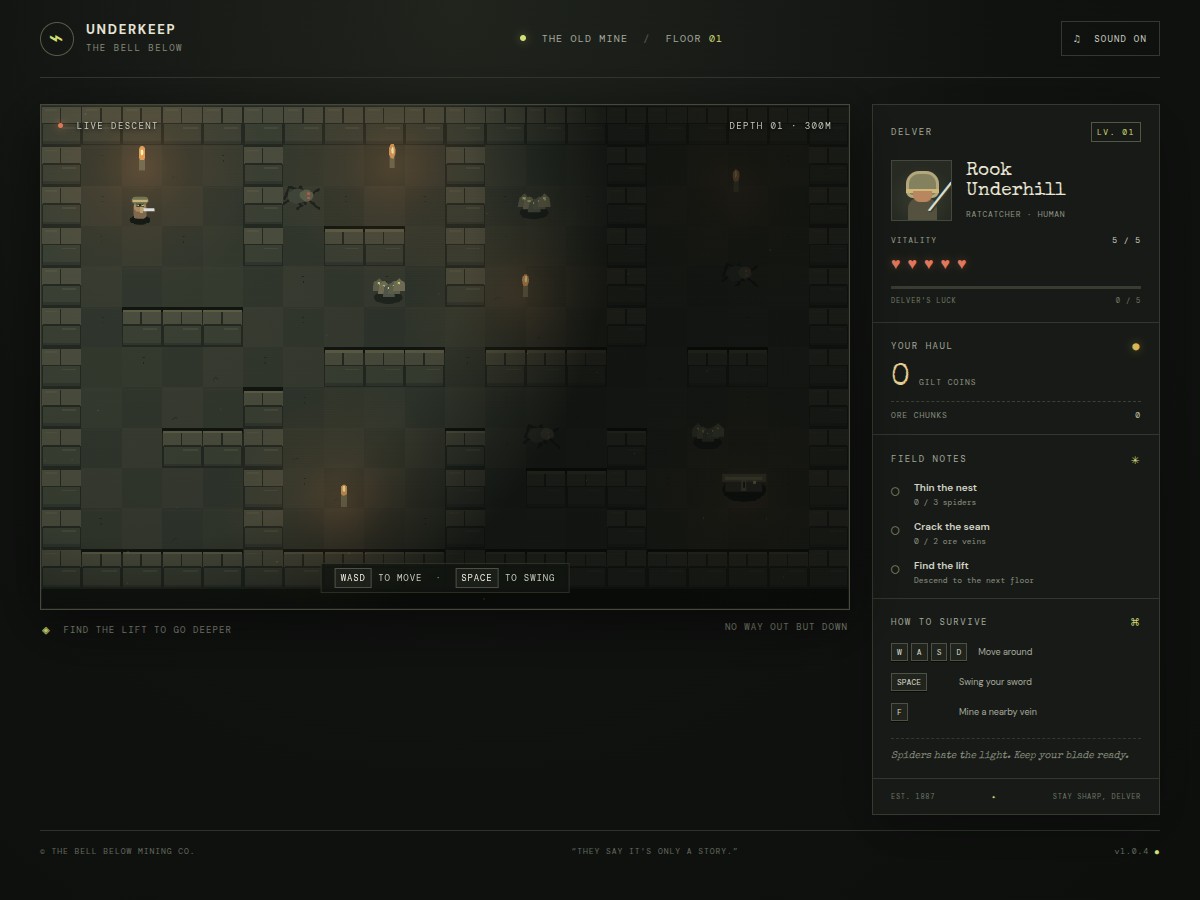 UNDERKEEP
THE BELL BELOW
THE OLD MINE / FLOOR 01
SOUND ON
LIVE DESCENT
DEPTH 01 · 300M
WASD TO MOVE · SPACE TO SWING
FIND THE LIFT TO GO DEEPER
NO WAY OUT BUT DOWN
DELVER
LV. 01
Rook
Underhill
RATCATCHER · HUMAN
VITALITY
5 / 5
DELVER'S LUCK
0 / 5
YOUR HAUL
0 GILT COINS
ORE CHUNKS
0
FIELD NOTES
Thin the nest
0 / 3 spiders
Crack the seam
0 / 2 ore veins
Find the lift
Descend to the next floor
HOW TO SURVIVE
W A S D Move around
SPACE Swing your sword
F Mine a nearby vein
Spiders hate the light. Keep your blade ready.
EST. 1887
STAY SHARP, DELVER
© THE BELL BELOW MINING CO.
"THEY SAY IT'S ONLY A STORY."
v1.0.4